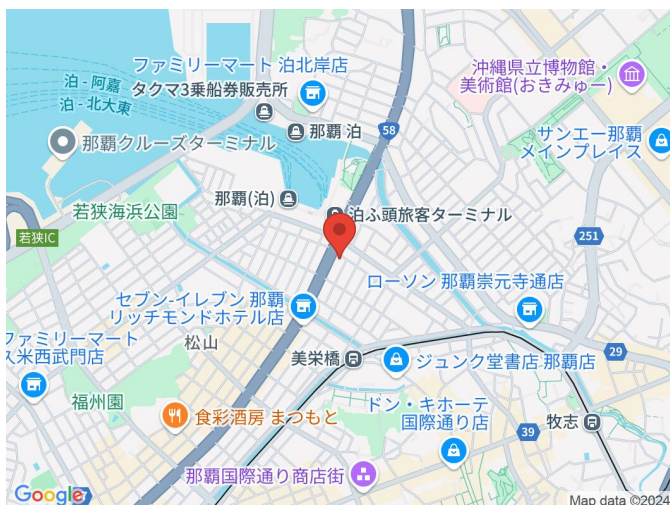 ファミリーマート 泊北岸店
タクマ3乗船券販売所
泊 - 阿嘉
泊 - 北大東
那覇クルーズターミナル
那覇 泊
58
沖縄県立博物館・
美術館(おきみゅー)
サンエー那覇
メインプレイス
那覇(泊)
泊ふ頭旅客ターミナル
若狭海浜公園
若狭IC
251
ローソン 那覇崇元寺通店
セブン-イレブン 那覇
リッチモンドホテル店
ファミリーマート
久米西武門店
松山
美栄橋
ジュンク堂書店 那覇店
29
福州園
食彩酒房 まつもと
ドン・キホーテ
国際通り店
39
牧志
那覇国際通り商店街
Google
Map data ©2024